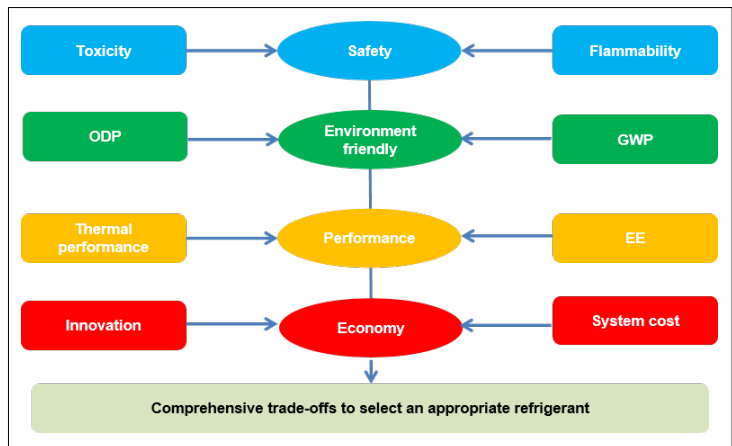 Toxicity
Safety
Flammability
ODP
Environment
friendly
GWP
Thermal
performance
Performance
EE
Innovation
Economy
System cost
Comprehensive trade-offs to select an appropriate refrigerant